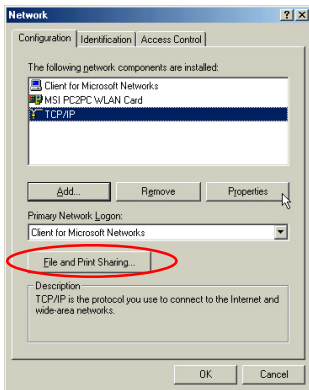 Network
Configuration Identification Access Control
The following network components are installed:
Client for Microsoft Networks
MSI PC2PC WLAN Card
TCP/IP
Add... Remove Properties
Primary Network Logon:
Client for Microsoft Networks
File and Print Sharing...
Description
TCP/IP is the protocol you use to connect to the Internet and
wide-area networks.
OK Cancel